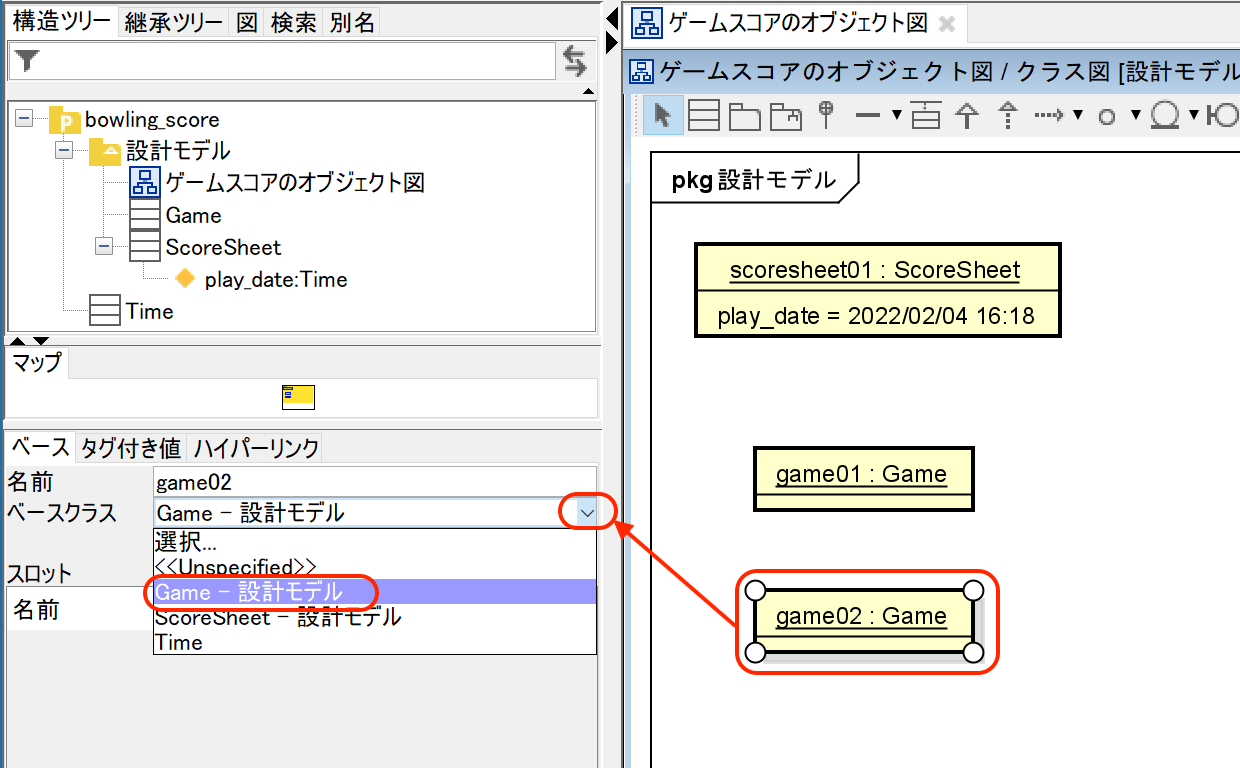 構造ツリー 継承ツリー 図 検索 別名
P bowling_score
設計モデル
ゲームスコアのオブジェクト図
Game
ScoreSheet
play_date:Time
Time
マップ
ベース タグ付き値 ハイパーリンク
名前 game02
ベースクラス Game - 設計モデル
選択...
<<Unspecified>>
スロット
Game - 設計モデル
名前
ScoreSheet - 設計モデル
Time
ゲームスコアのオブジェクト図
ゲームスコアのオブジェクト図 / クラス図 [設計モデル
pkg 設計モデル
scoresheet01 : ScoreSheet
play_date = 2022/02/04 16:18
game01 : Game
game02 : Game